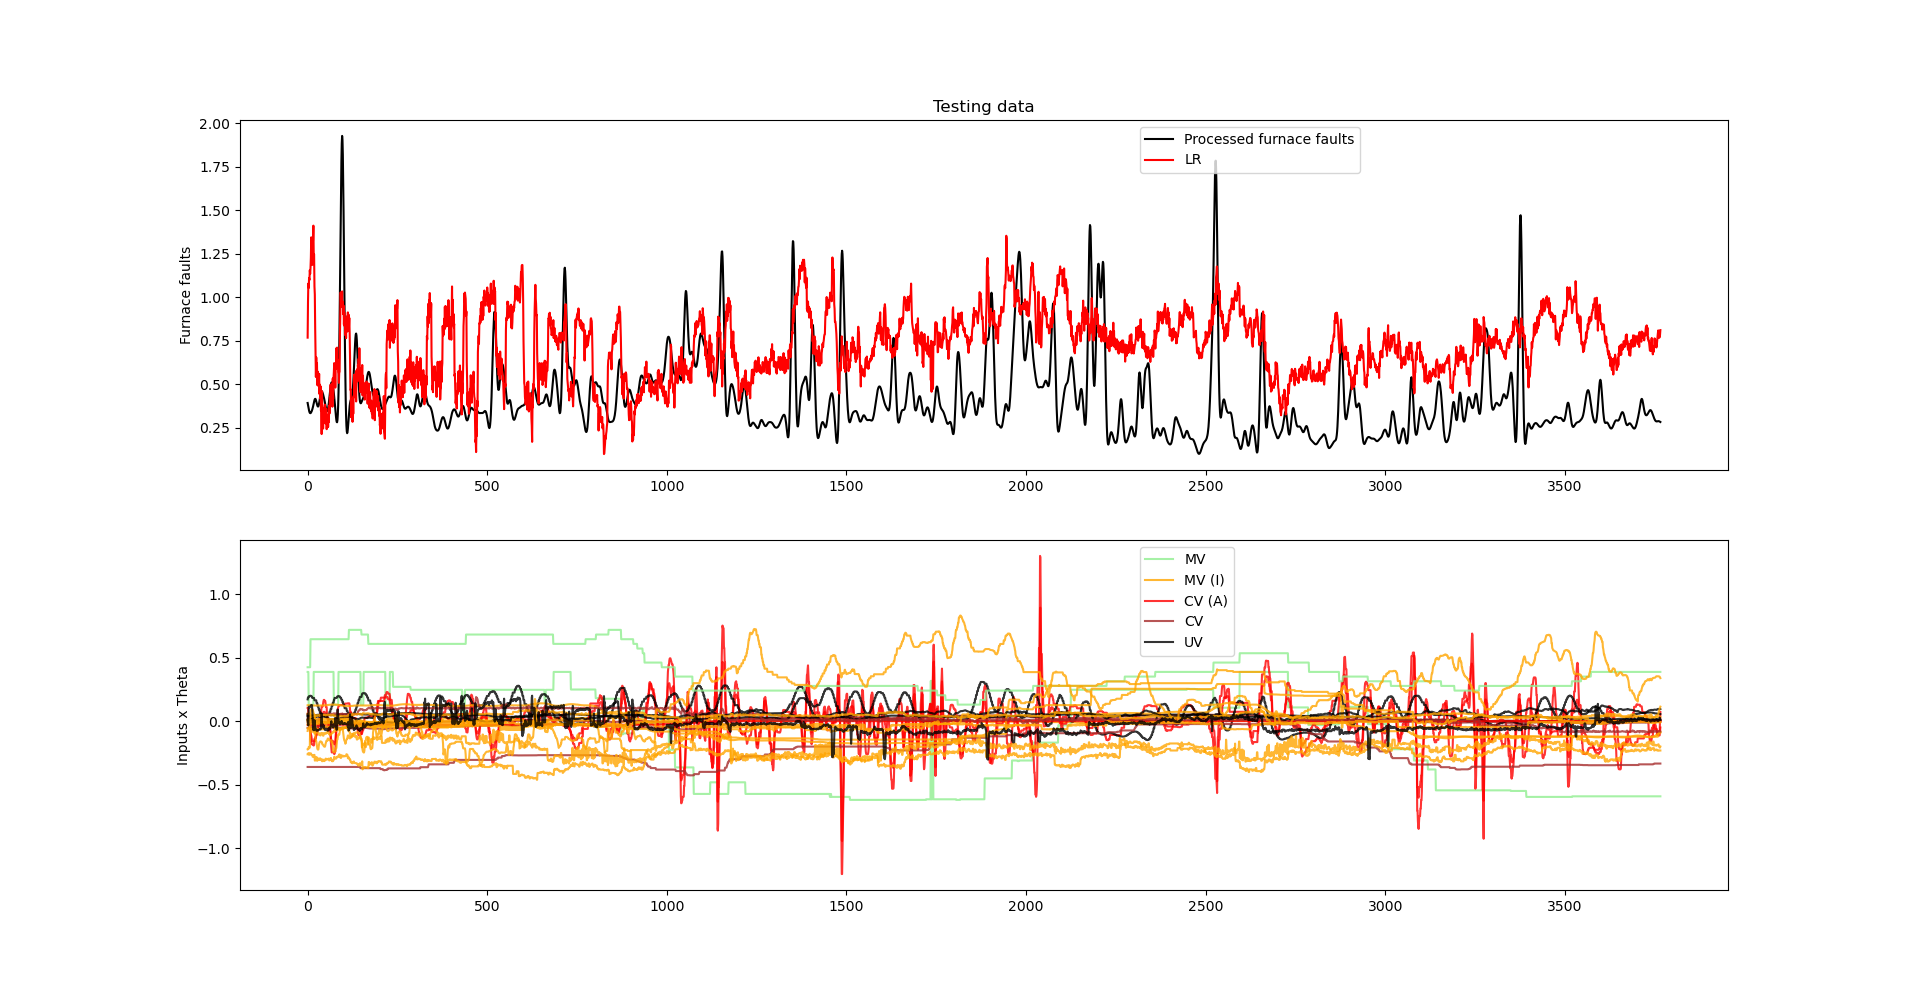 Testing data
Furnace faults
2.00
1.75
1.50
1.25
1.00
0.75
0.50
0.25
Processed furnace faults
LR
0 500 1000 1500 2000 2500 3000 3500
Inputs x Theta
1.0
0.5
0.0
−0.5
−1.0
MV
MV (I)
CV (A)
CV
UV
0 500 1000 1500 2000 2500 3000 3500